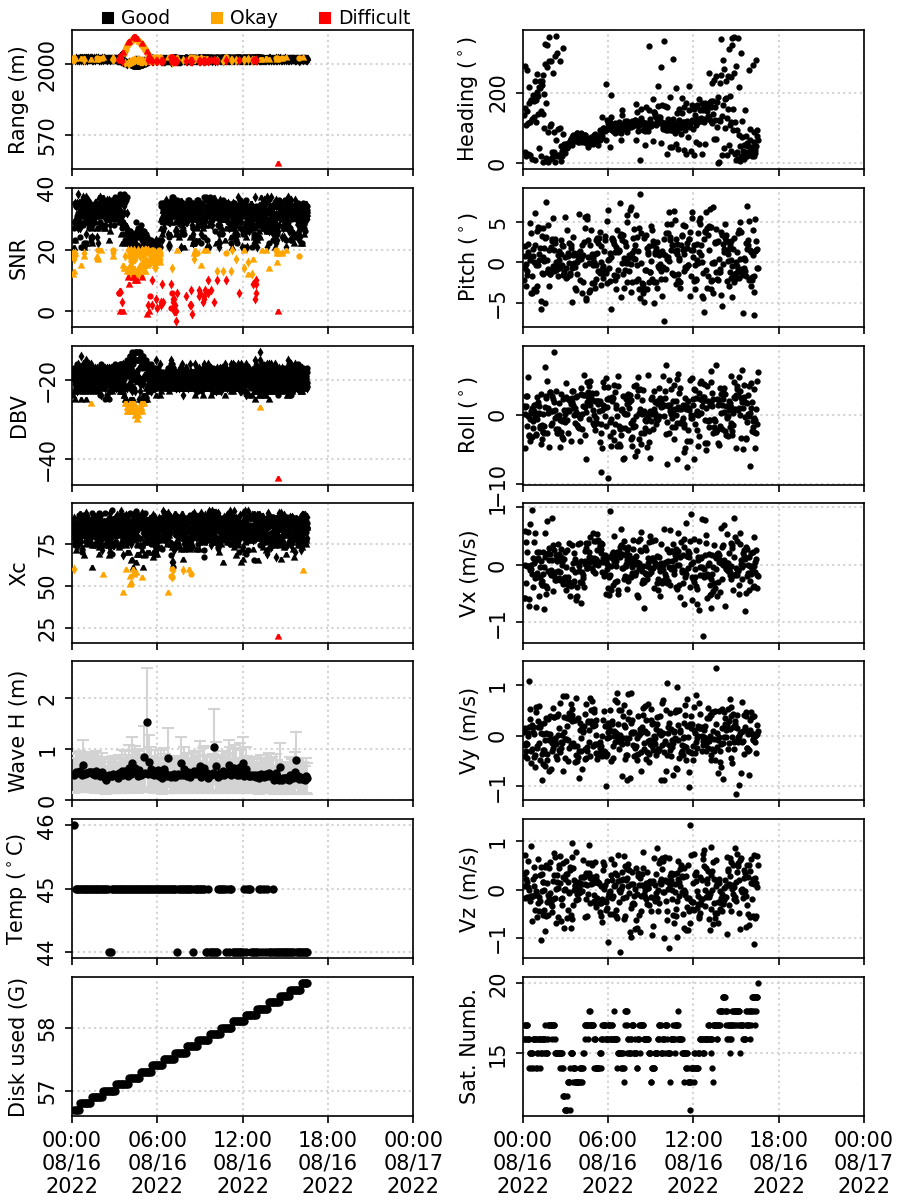 Good Okay Difficult
Range (m)
2000
570
Heading (°)
200
0
SNR
40
20
0
Pitch (°)
5
0
−5
DBV
−20
−40
Roll (°)
0
−10
Xc
75
50
25
Vx (m/s)
1
0
−1
Wave H (m)
2
1
0
Vy (m/s)
1
0
−1
Temp (°C)
46
45
44
Vz (m/s)
1
0
−1
Disk used (G)
58
57
Sat. Numb.
20
15
00:00 06:00 12:00 18:00 00:00
08/16 08/16 08/16 08/16 08/17
2022 2022 2022 2022 2022
00:00 06:00 12:00 18:00 00:00
08/16 08/16 08/16 08/16 08/17
2022 2022 2022 2022 2022